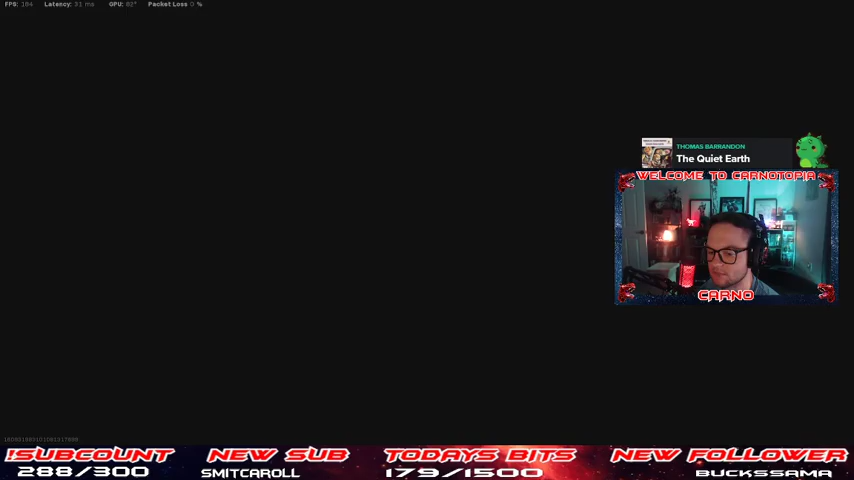 FPS: 184 Latency: 31 ms GPU: 82° Packet Loss 0 %
THOMAS BARRANDON
The Quiet Earth
WELCOME TO CARNOTOPIA
CARNO
!SUBCOUNT NEW SUB TODAYS BITS NEW FOLLOWER
288/300 SMITCAROLL 179/1500 BUCKSSAMA